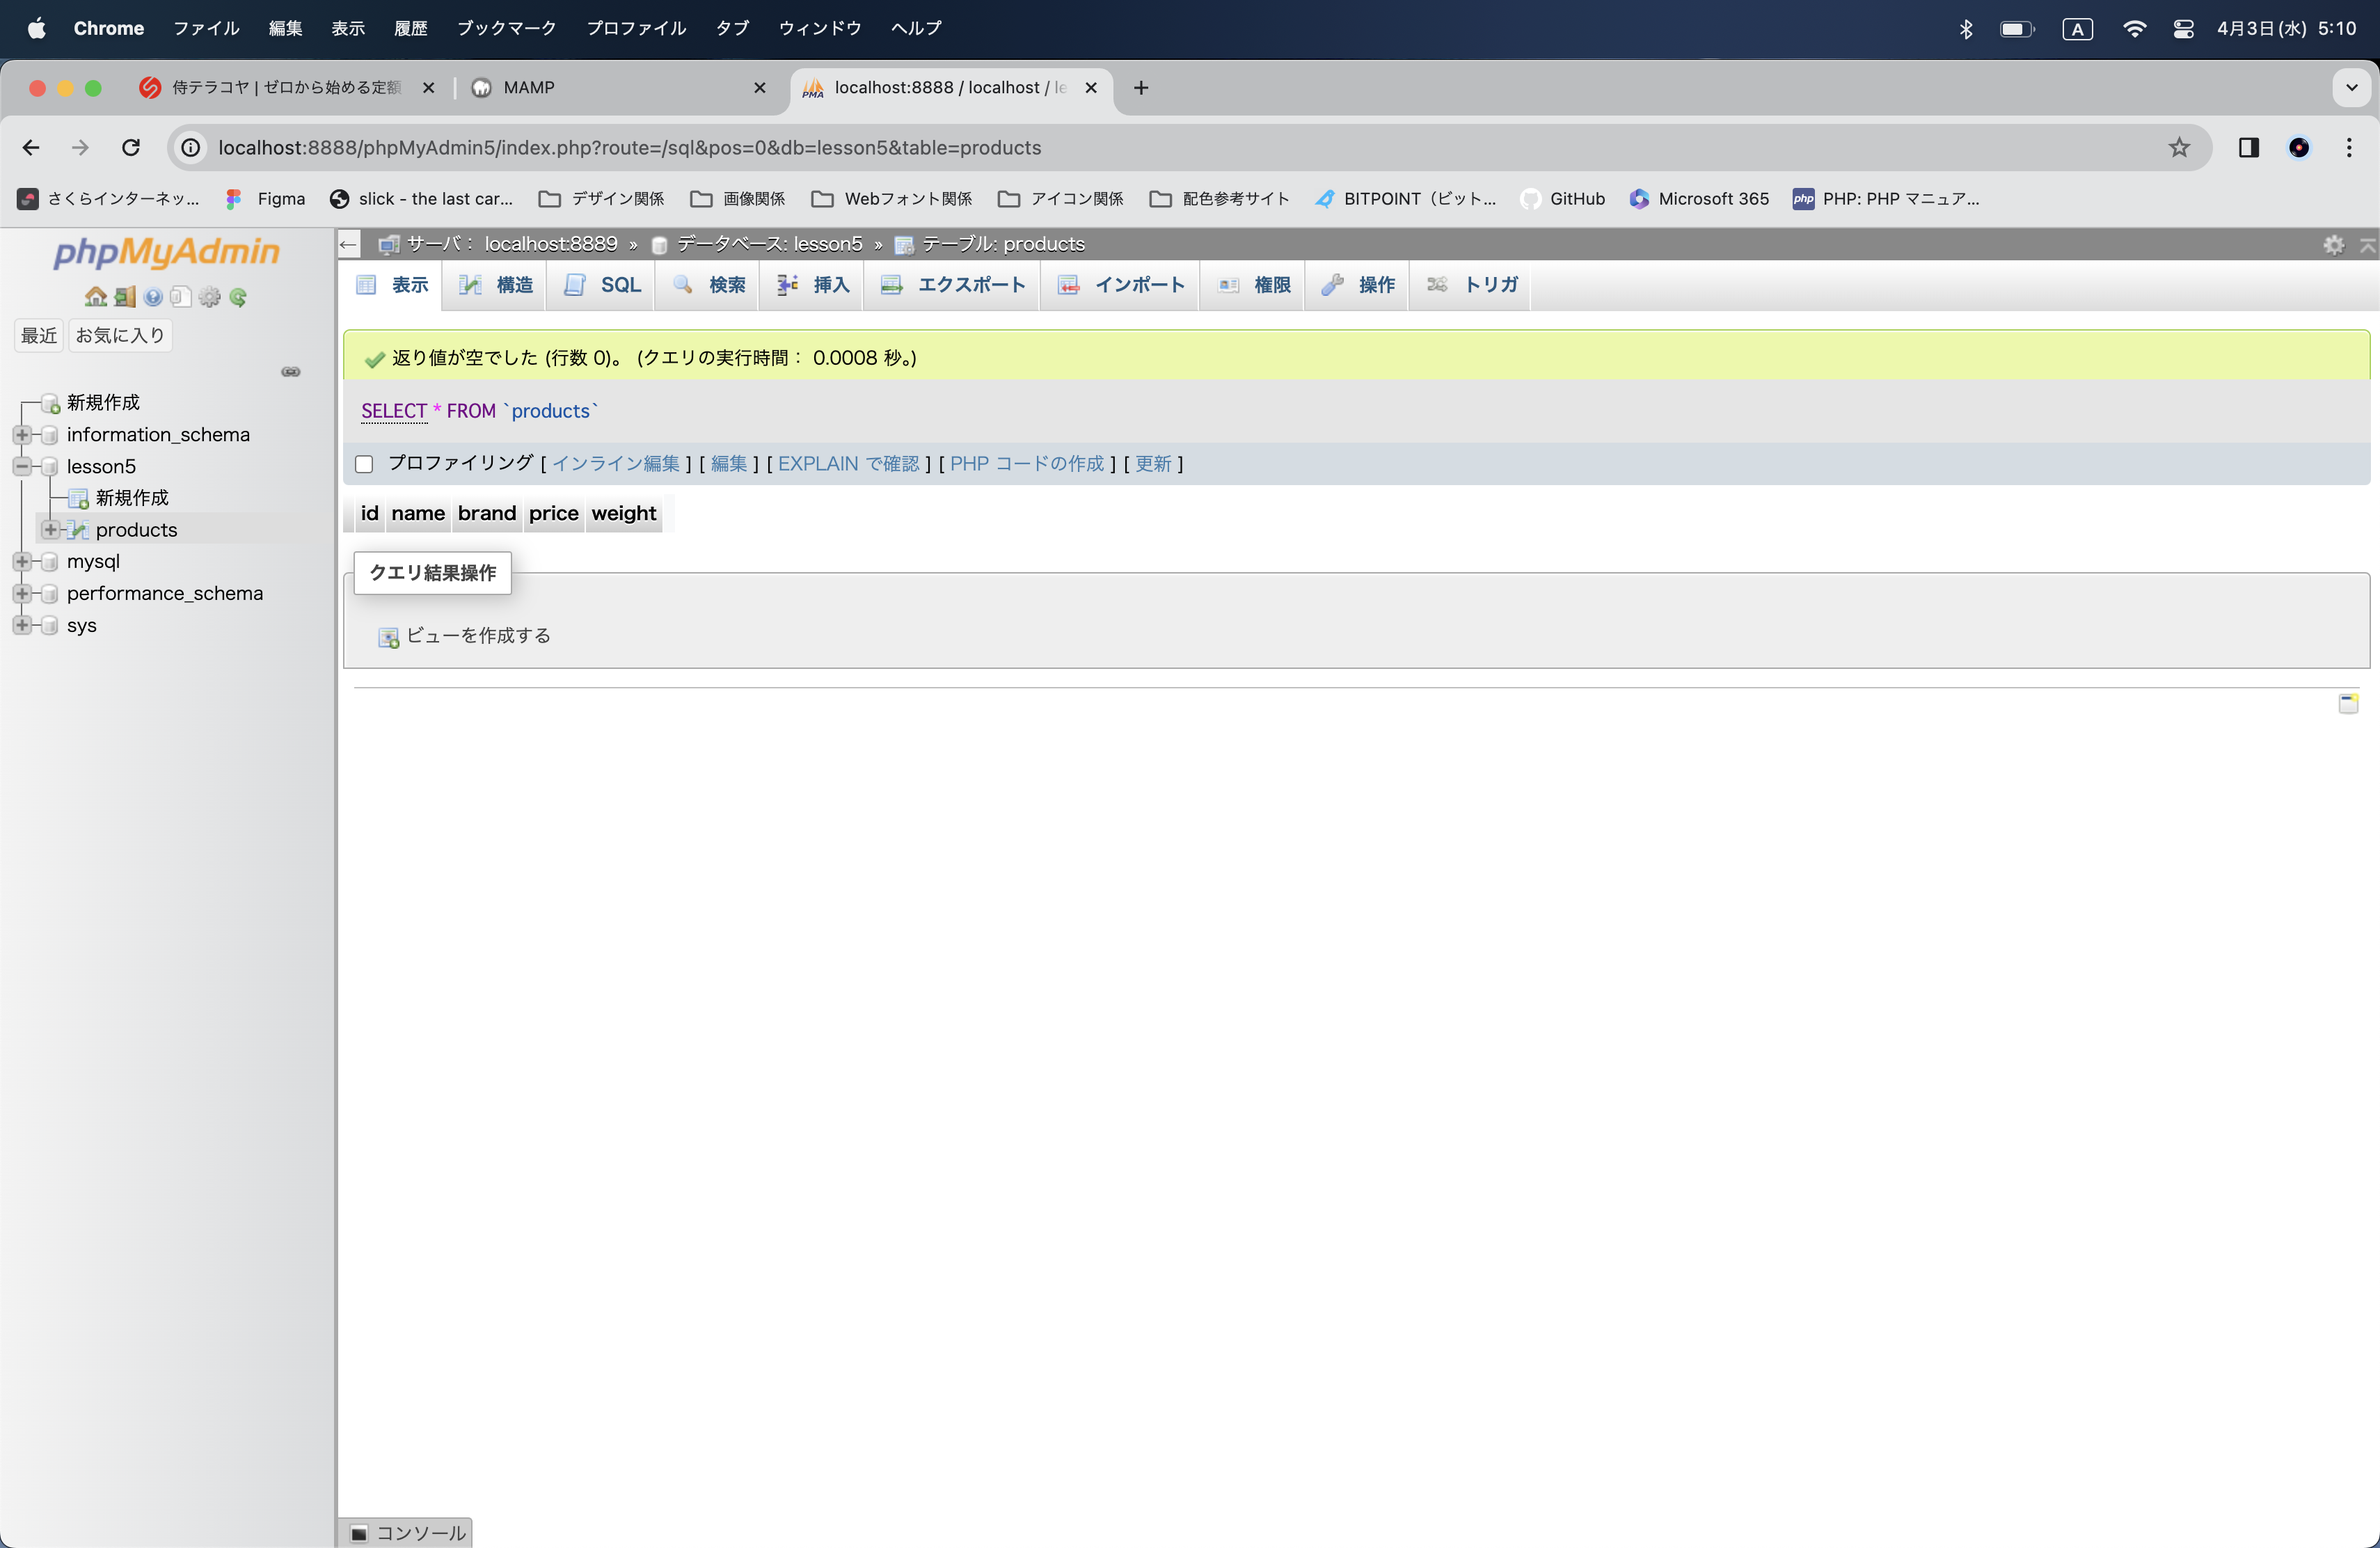 Chrome ファイル 編集 表示 履歴 ブックマーク プロファイル タブ ウィンドウ ヘルプ A 4月3日(水) 5:10
侍テラコヤ | ゼロから始める定額 MAMP localhost:8888 / localhost / le
localhost:8888/phpMyAdmin5/index.php?route=/sql&pos=0&db=lesson5&table=products
さくらインターネッ... Figma slick - the last car... デザイン関係 画像関係 Webフォント関係 アイコン関係 配色参考サイト BITPOINT（ビット... GitHub Microsoft 365 php PHP: PHP マニュア...
phpMyAdmin
最近 お気に入り
新規作成
information_schema
lesson5
新規作成
products
mysql
performance_schema
sys
サーバ： localhost:8889 » データベース: lesson5 » テーブル: products
表示 構造 SQL 検索 挿入 エクスポート インポート 権限 操作 トリガ
返り値が空でした (行数 0)。 (クエリの実行時間： 0.0008 秒。)
SELECT * FROM `products`
プロファイリング [ インライン編集 ] [ 編集 ] [ EXPLAIN で確認 ] [ PHP コードの作成 ] [ 更新 ]
id name brand price weight
クエリ結果操作
ビューを作成する
コンソール